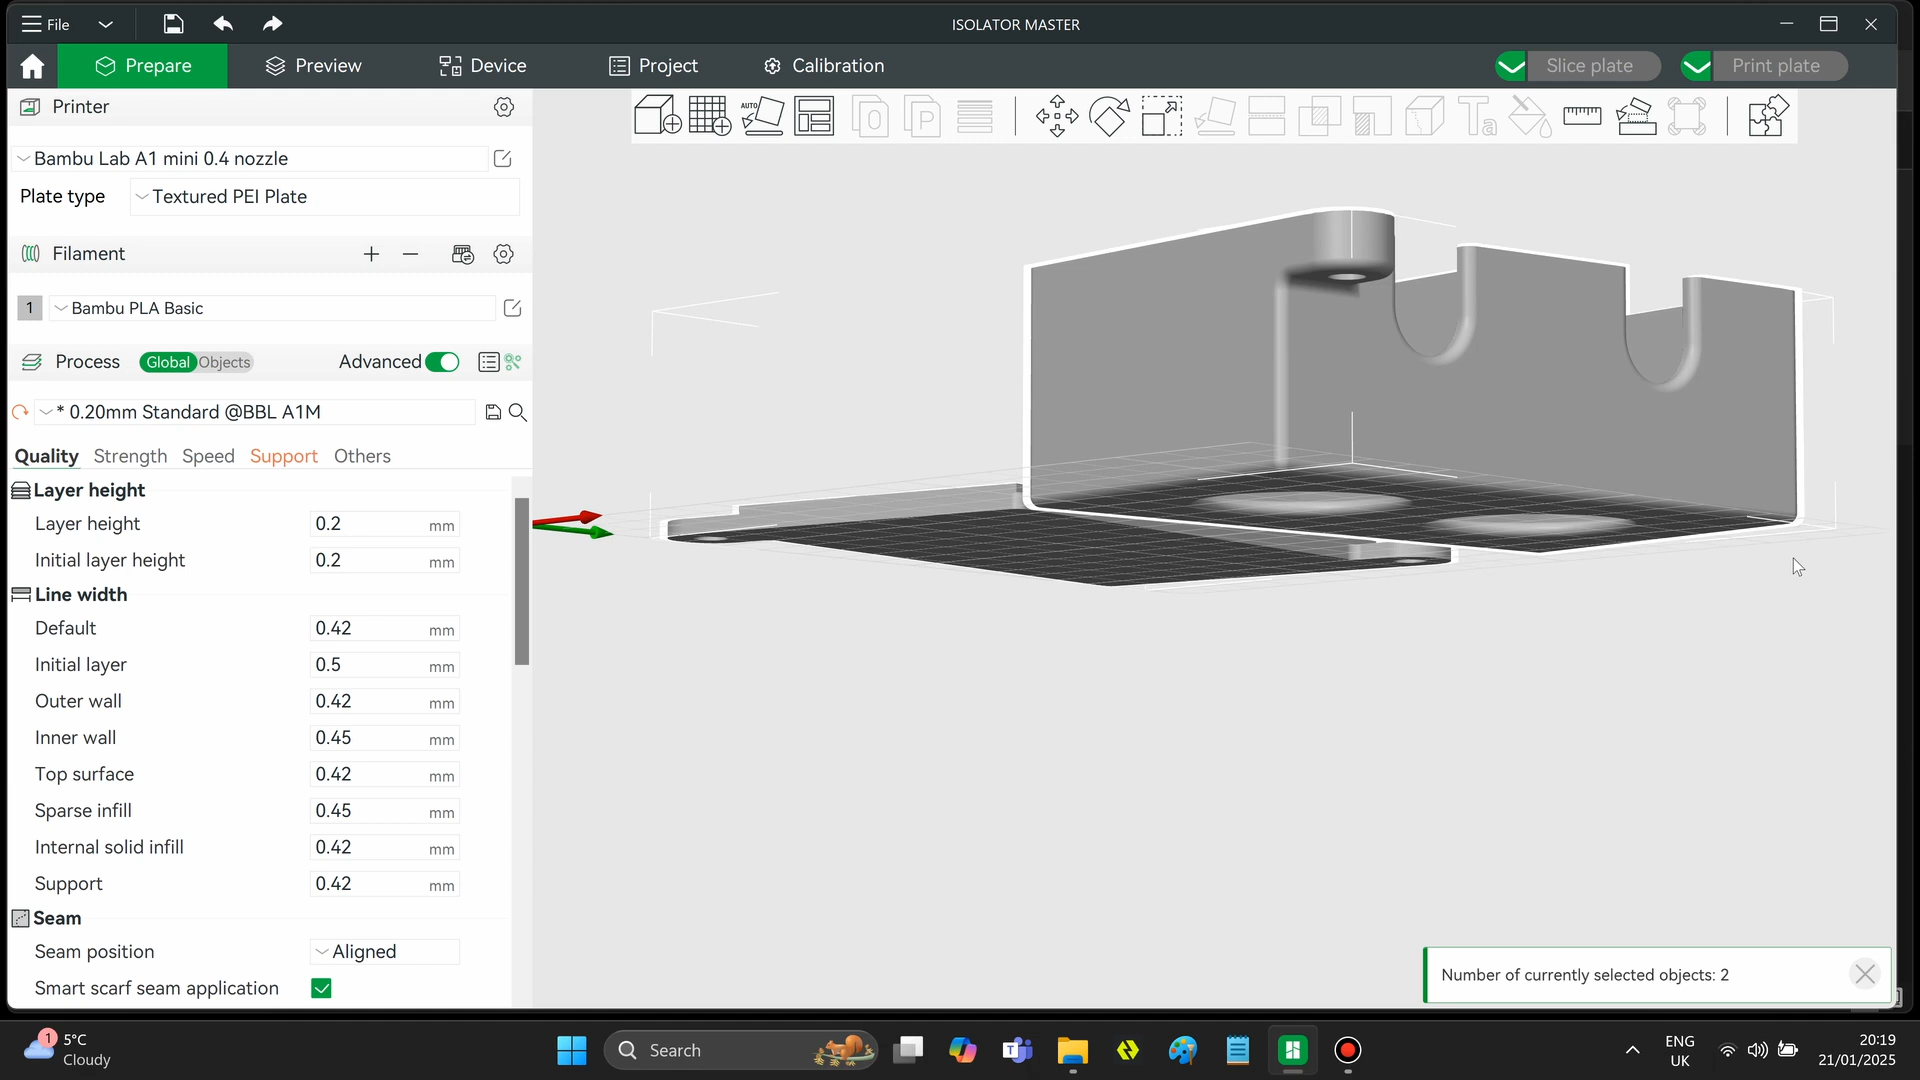 File
ISOLATOR MASTER
Prepare
Preview
Device
Project
Calibration
Slice plate
Print plate
Printer
AUTO
Bambu Lab A1 mini 0.4 nozzle
Plate type
Textured PEI Plate
Filament
1 Bambu PLA Basic
Process
Global Objects
Advanced
* 0.20mm Standard @BBL A1M
Quality Strength Speed Support Others
Layer height
Layer height 0.2 mm
Initial layer height 0.2 mm
Line width
Default 0.42 mm
Initial layer 0.5 mm
Outer wall 0.42 mm
Inner wall 0.45 mm
Top surface 0.42 mm
Sparse infill 0.45 mm
Internal solid infill 0.42 mm
Support 0.42 mm
Seam
Seam position Aligned
Smart scarf seam application
Number of currently selected objects: 2
1
5°C
Cloudy
Search
ENG
UK
20:19
21/01/2025